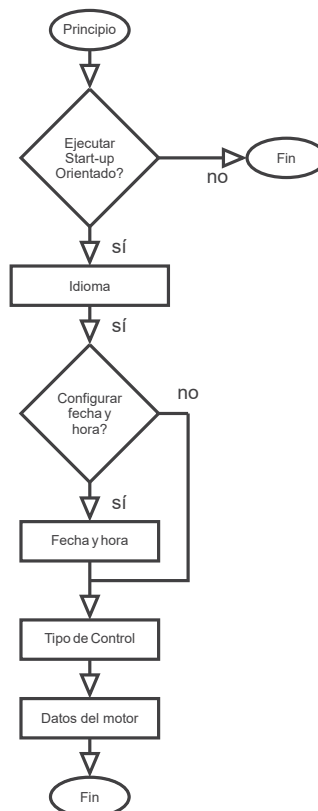 Principio
Ejecutar
Start-up
Orientado?
no
Fin
sí
Idioma
sí
Configurar
fecha y
hora?
no
sí
Fecha y hora
Tipo de Control
Datos del motor
Fin